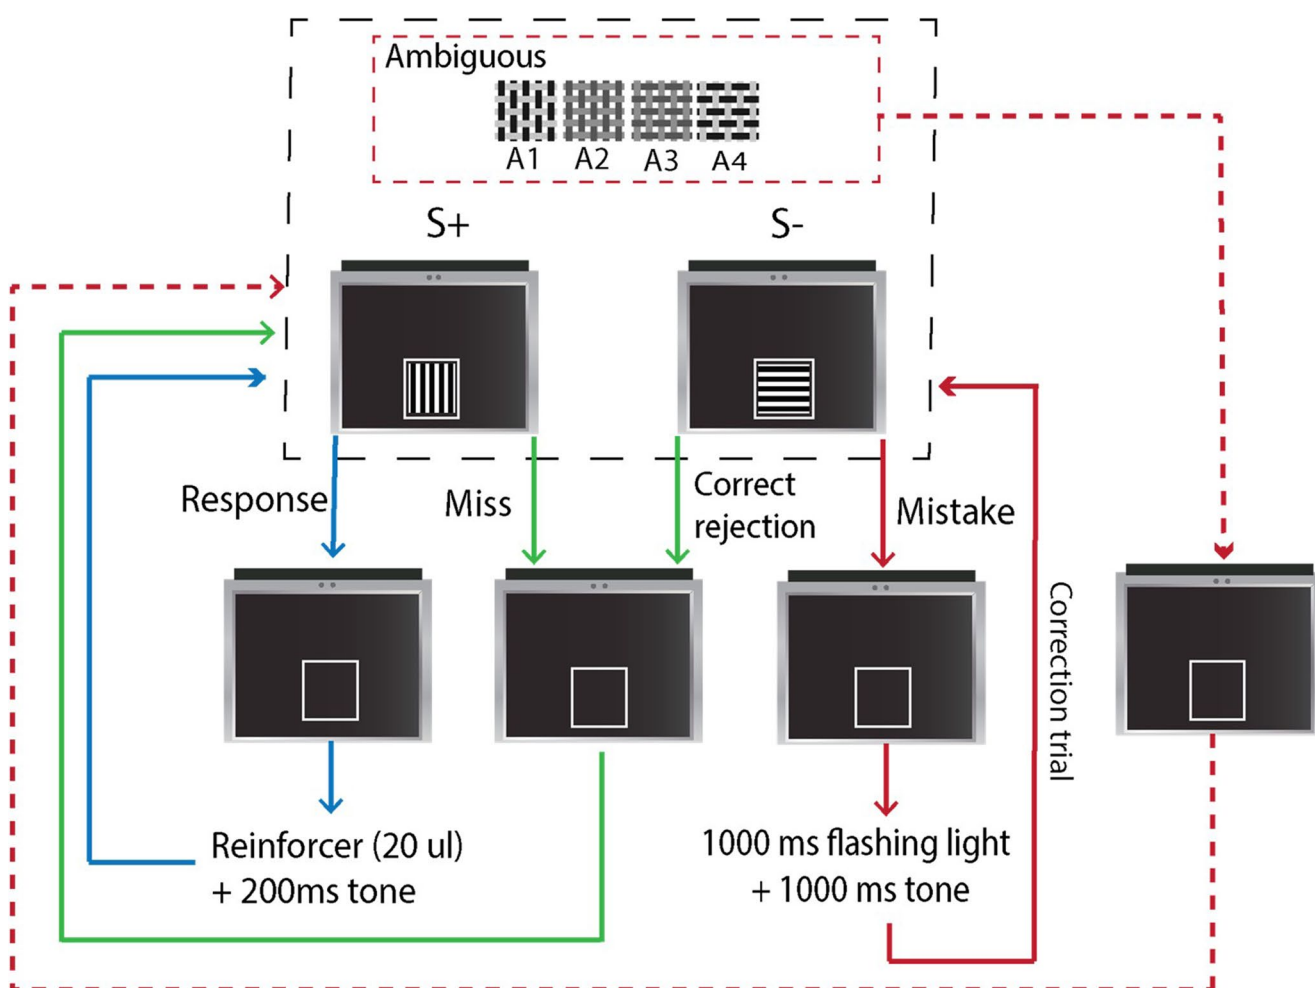 Ambiguous
A1 A2 A3 A4
S+
S-
Response
Miss
Correct
rejection
Mistake
Correction trial
Reinforcer (20 ul)
+ 200ms tone
1000 ms flashing light
+ 1000 ms tone